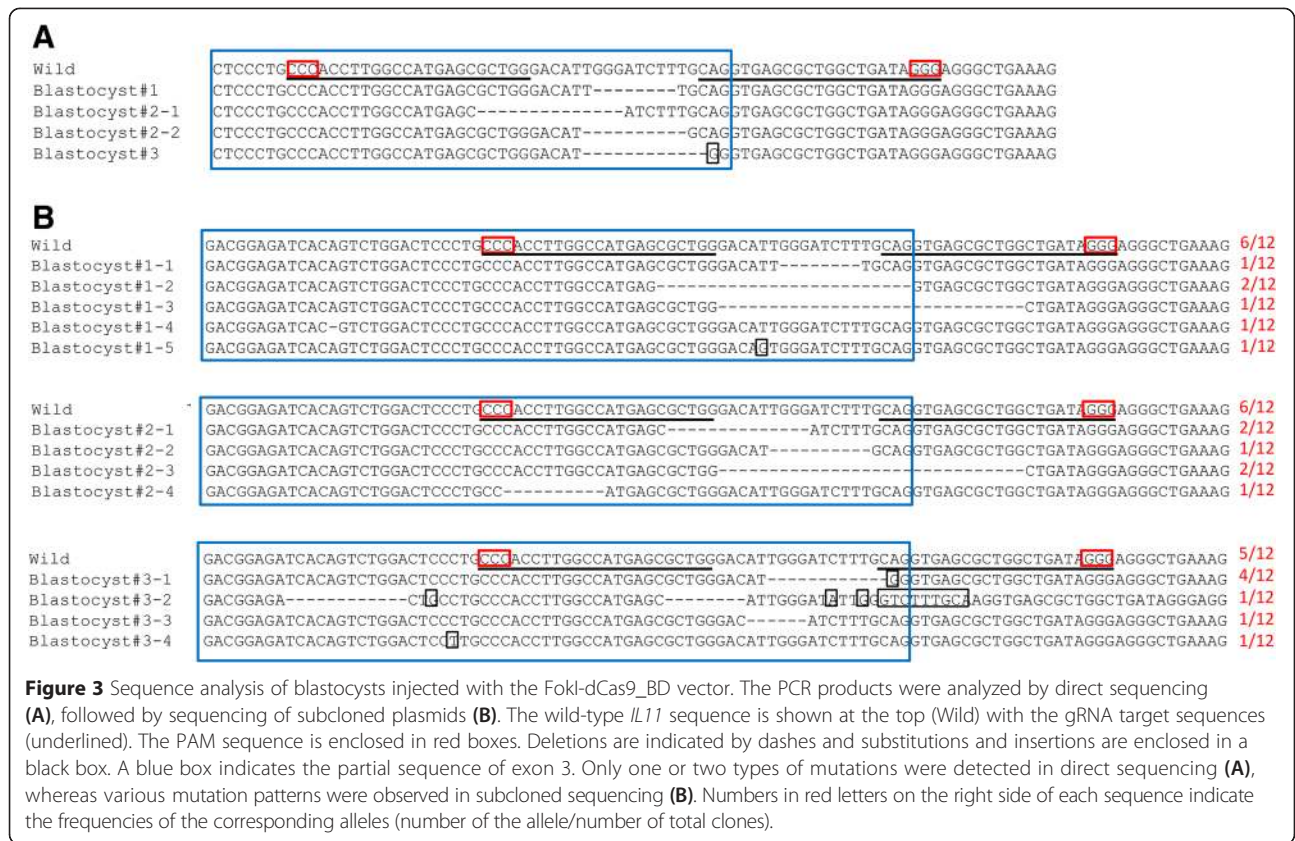 A
Wild CTCCCTGCCCACCTTGGCCATGAGCGCTGGGACATTGGGATCTTTGCAGGTGAGCGCTGGCTGATAGGGAGGGCTGAAAG
Blastocyst#1 CTCCCTGCCCACCTTGGCCATGAGCGCTGGGACATT--------TGCAGGTGAGCGCTGGCTGATAGGGAGGGCTGAAAG
Blastocyst#2-1 CTCCCTGCCCACCTTGGCCATGAGC--------------ATCTTTGCAGGTGAGCGCTGGCTGATAGGGAGGGCTGAAAG
Blastocyst#2-2 CTCCCTGCCCACCTTGGCCATGAGCGCTGGGACAT----------GCAGGTGAGCGCTGGCTGATAGGGAGGGCTGAAAG
Blastocyst#3 CTCCCTGCCCACCTTGGCCATGAGCGCTGGGACAT------------GGGTGAGCGCTGGCTGATAGGGAGGGCTGAAAG
B
Wild GACGGAGATCACAGTCTGGACTCCCTGCCCACCTTGGCCATGAGCGCTGGGACATTGGGATCTTTGCAGGTGAGCGCTGGCTGATAGGGAGGGCTGAAAG 6/12
Blastocyst#1-1 GACGGAGATCACAGTCTGGACTCCCTGCCCACCTTGGCCATGAGCGCTGGGACATT--------TGCAGGTGAGCGCTGGCTGATAGGGAGGGCTGAAAG 1/12
Blastocyst#1-2 GACGGAGATCACAGTCTGGACTCCCTGCCCACCTTGGCCATGAG-------------------------GTGAGCGCTGGCTGATAGGGAGGGCTGAAAG 2/12
Blastocyst#1-3 GACGGAGATCACAGTCTGGACTCCCTGCCCACCTTGGCCATGAGCGCTGG------------------------------CTGATAGGGAGGGCTGAAAG 1/12
Blastocyst#1-4 GACGGAGATCAC-GTCTGGACTCCCTGCCCACCTTGGCCATGAGCGCTGGGACATTGGGATCTTTGCAGGTGAGCGCTGGCTGATAGGGAGGGCTGAAAG 1/12
Blastocyst#1-5 GACGGAGATCACAGTCTGGACTCCCTGCCCACCTTGGCCATGAGCGCTGGGACAGTGGGATCTTTGCAGGTGAGCGCTGGCTGATAGGGAGGGCTGAAAG 1/12
Wild GACGGAGATCACAGTCTGGACTCCCTGCCCACCTTGGCCATGAGCGCTGGGACATTGGGATCTTTGCAGGTGAGCGCTGGCTGATAGGGAGGGCTGAAAG 6/12
Blastocyst#2-1 GACGGAGATCACAGTCTGGACTCCCTGCCCACCTTGGCCATGAGC--------------ATCTTTGCAGGTGAGCGCTGGCTGATAGGGAGGGCTGAAAG 2/12
Blastocyst#2-2 GACGGAGATCACAGTCTGGACTCCCTGCCCACCTTGGCCATGAGCGCTGGGACAT----------GCAGGTGAGCGCTGGCTGATAGGGAGGGCTGAAAG 1/12
Blastocyst#2-3 GACGGAGATCACAGTCTGGACTCCCTGCCCACCTTGGCCATGAGCGCTGG------------------------------CTGATAGGGAGGGCTGAAAG 2/12
Blastocyst#2-4 GACGGAGATCACAGTCTGGACTCCCTGCC----------ATGAGCGCTGGGACATTGGGATCTTTGCAGGTGAGCGCTGGCTGATAGGGAGGGCTGAAAG 1/12
Wild GACGGAGATCACAGTCTGGACTCCCTGCCCACCTTGGCCATGAGCGCTGGGACATTGGGATCTTTGCAGGTGAGCGCTGGCTGATAGGGAGGGCTGAAAG 5/12
Blastocyst#3-1 GACGGAGATCACAGTCTGGACTCCCTGCCCACCTTGGCCATGAGCGCTGGGACAT------------GGGTGAGCGCTGGCTGATAGGGAGGGCTGAAAG 4/12
Blastocyst#3-2 GACGGAGA------------CTGCCTGCCCACCTTGGCCATGAGC--------ATTGGGATATTGGGTCTTTGCAAGGTGAGCGCTGGCTGATAGGGAGG 1/12
Blastocyst#3-3 GACGGAGATCACAGTCTGGACTCCCTGCCCACCTTGGCCATGAGCGCTGGGAC------ATCTTTGCAGGTGAGCGCTGGCTGATAGGGAGGGCTGAAAG 1/12
Blastocyst#3-4 GACGGAGATCACAGTCTGGACTCCTTGCCCACCTTGGCCATGAGCGCTGGGACATTGGGATCTTTGCAGGTGAGCGCTGGCTGATAGGGAGGGCTGAAAG 1/12
Figure 3 Sequence analysis of blastocysts injected with the FokI-dCas9_BD vector. The PCR products were analyzed by direct sequencing
(A), followed by sequencing of subcloned plasmids (B). The wild-type IL11 sequence is shown at the top (Wild) with the gRNA target sequences
(underlined). The PAM sequence is enclosed in red boxes. Deletions are indicated by dashes and substitutions and insertions are enclosed in a
black box. A blue box indicates the partial sequence of exon 3. Only one or two types of mutations were detected in direct sequencing (A),
whereas various mutation patterns were observed in subcloned sequencing (B). Numbers in red letters on the right side of each sequence indicate
the frequencies of the corresponding alleles (number of the allele/number of total clones).